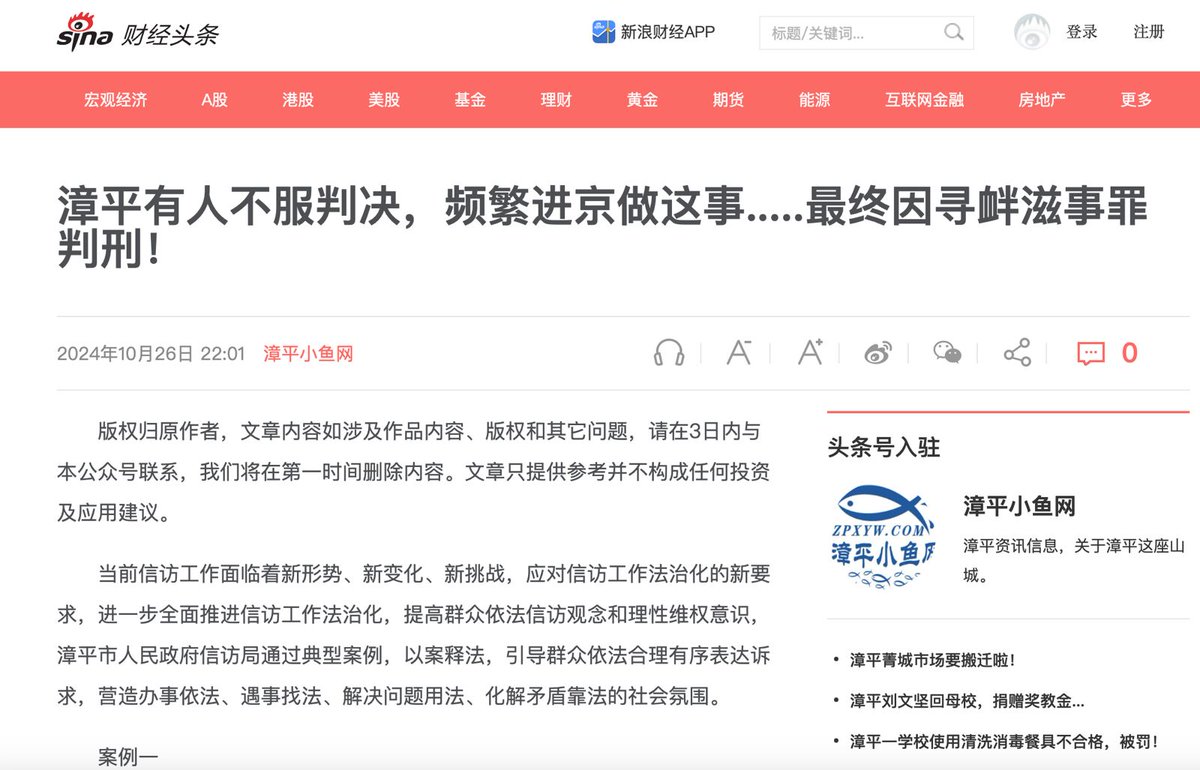 sina 财经头条
新浪财经APP
标题/关键词...
登录
注册
宏观经济
A股
港股
美股
基金
理财
黄金
期货
能源
互联网金融
房地产
更多
漳平有人不服判决，频繁进京做这事.....最终因寻衅滋事罪
判刑！
2024年10月26日 22:01 漳平小鱼网
A-
A+
0
版权归原作者，文章内容如涉及作品内容、版权和其它问题，请在3日内与
本公众号联系，我们将在第一时间删除内容。文章只提供参考并不构成任何投资
及应用建议。
当前信访工作面临着新形势、新变化、新挑战，应对信访工作法治化的新要
求，进一步全面推进信访工作法治化，提高群众依法信访观念和理性维权意识，
漳平市人民政府信访局通过典型案例，以案释法，引导群众依法合理有序表达诉
求，营造办事依法、遇事找法、解决问题用法、化解矛盾靠法的社会氛围。
案例一
头条号入驻
ZPXYW.COM
漳平小鱼网
漳平小鱼网
漳平资讯信息，关于漳平这座山
城。
• 漳平菁城市场要搬迁啦！
• 漳平刘文坚回母校，捐赠奖教金...
• 漳平一学校使用清洗消毒餐具不合格，被罚！